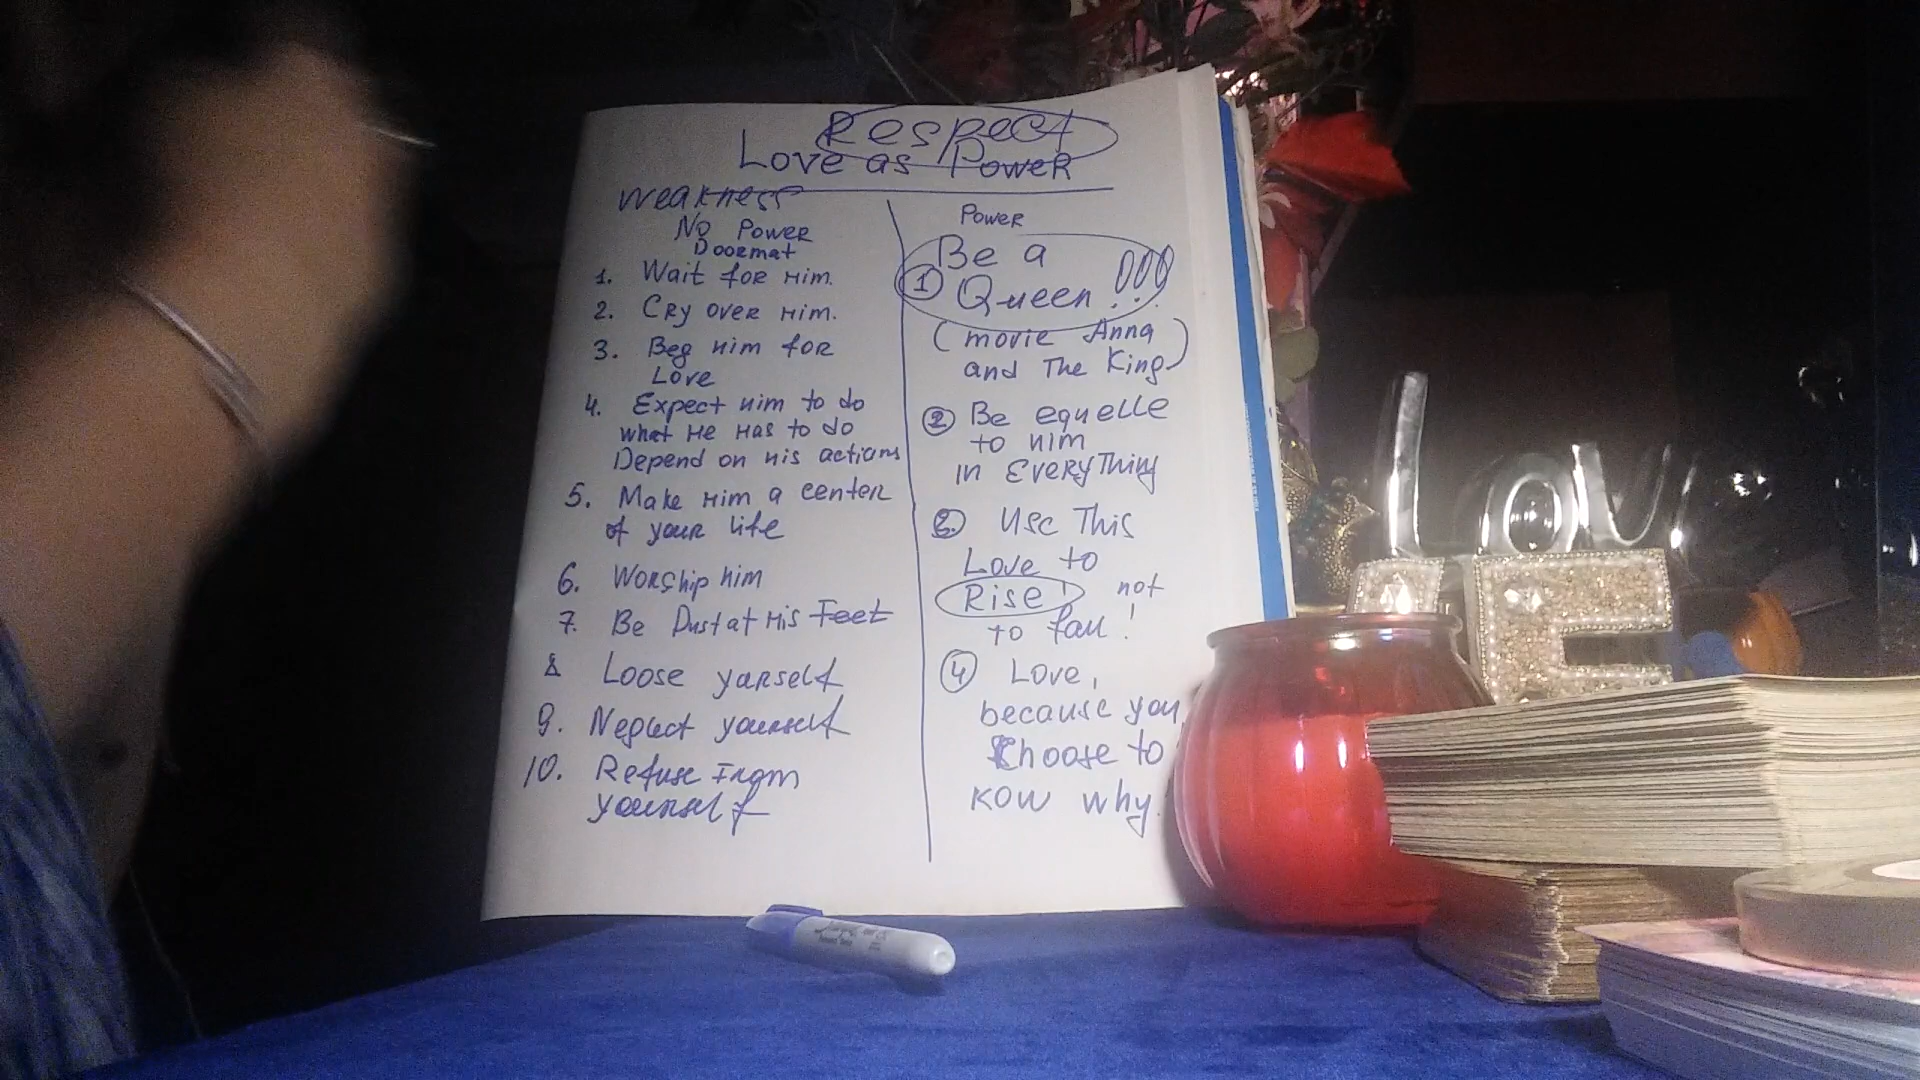 Respect
Love as Power
Weakness
No Power
Doormat
1. Wait for Him.
2. Cry over Him.
3. Beg him for
Love
4. Expect him to do
what He Has to do
Depend on his actions
5. Make Him a center
of your life
6. Worship him
7. Be Dust at His Feet
8 Loose yourself
9. Neglect yourself
10. Refuse From
yourself
Power
Be a
1 Queen!!!
(movie Anna
and The King)
2 Be equelle
to him
in EveryThing
3. Use This
Love to
Rise! not
to fall!
4 Love,
because you
Choose to
kow why.
LOVE